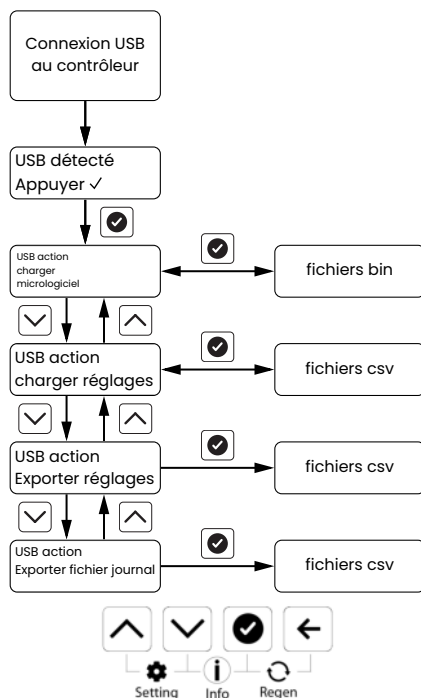 Connexion USB
au contrôleur
USB détecté
Appuyer ✓
USB action
charger
micrologiciel
fichiers bin
USB action
charger réglages
fichiers csv
USB action
Exporter réglages
fichiers csv
USB action
Exporter fichier journal
fichiers csv
Setting Info Regen